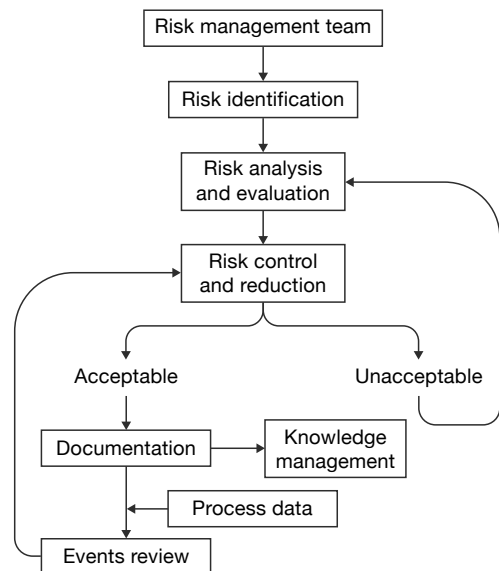 Risk management team
Risk identification
Risk analysis
and evaluation
Risk control
and reduction
Acceptable
Unacceptable
Documentation
Knowledge
management
Process data
Events review